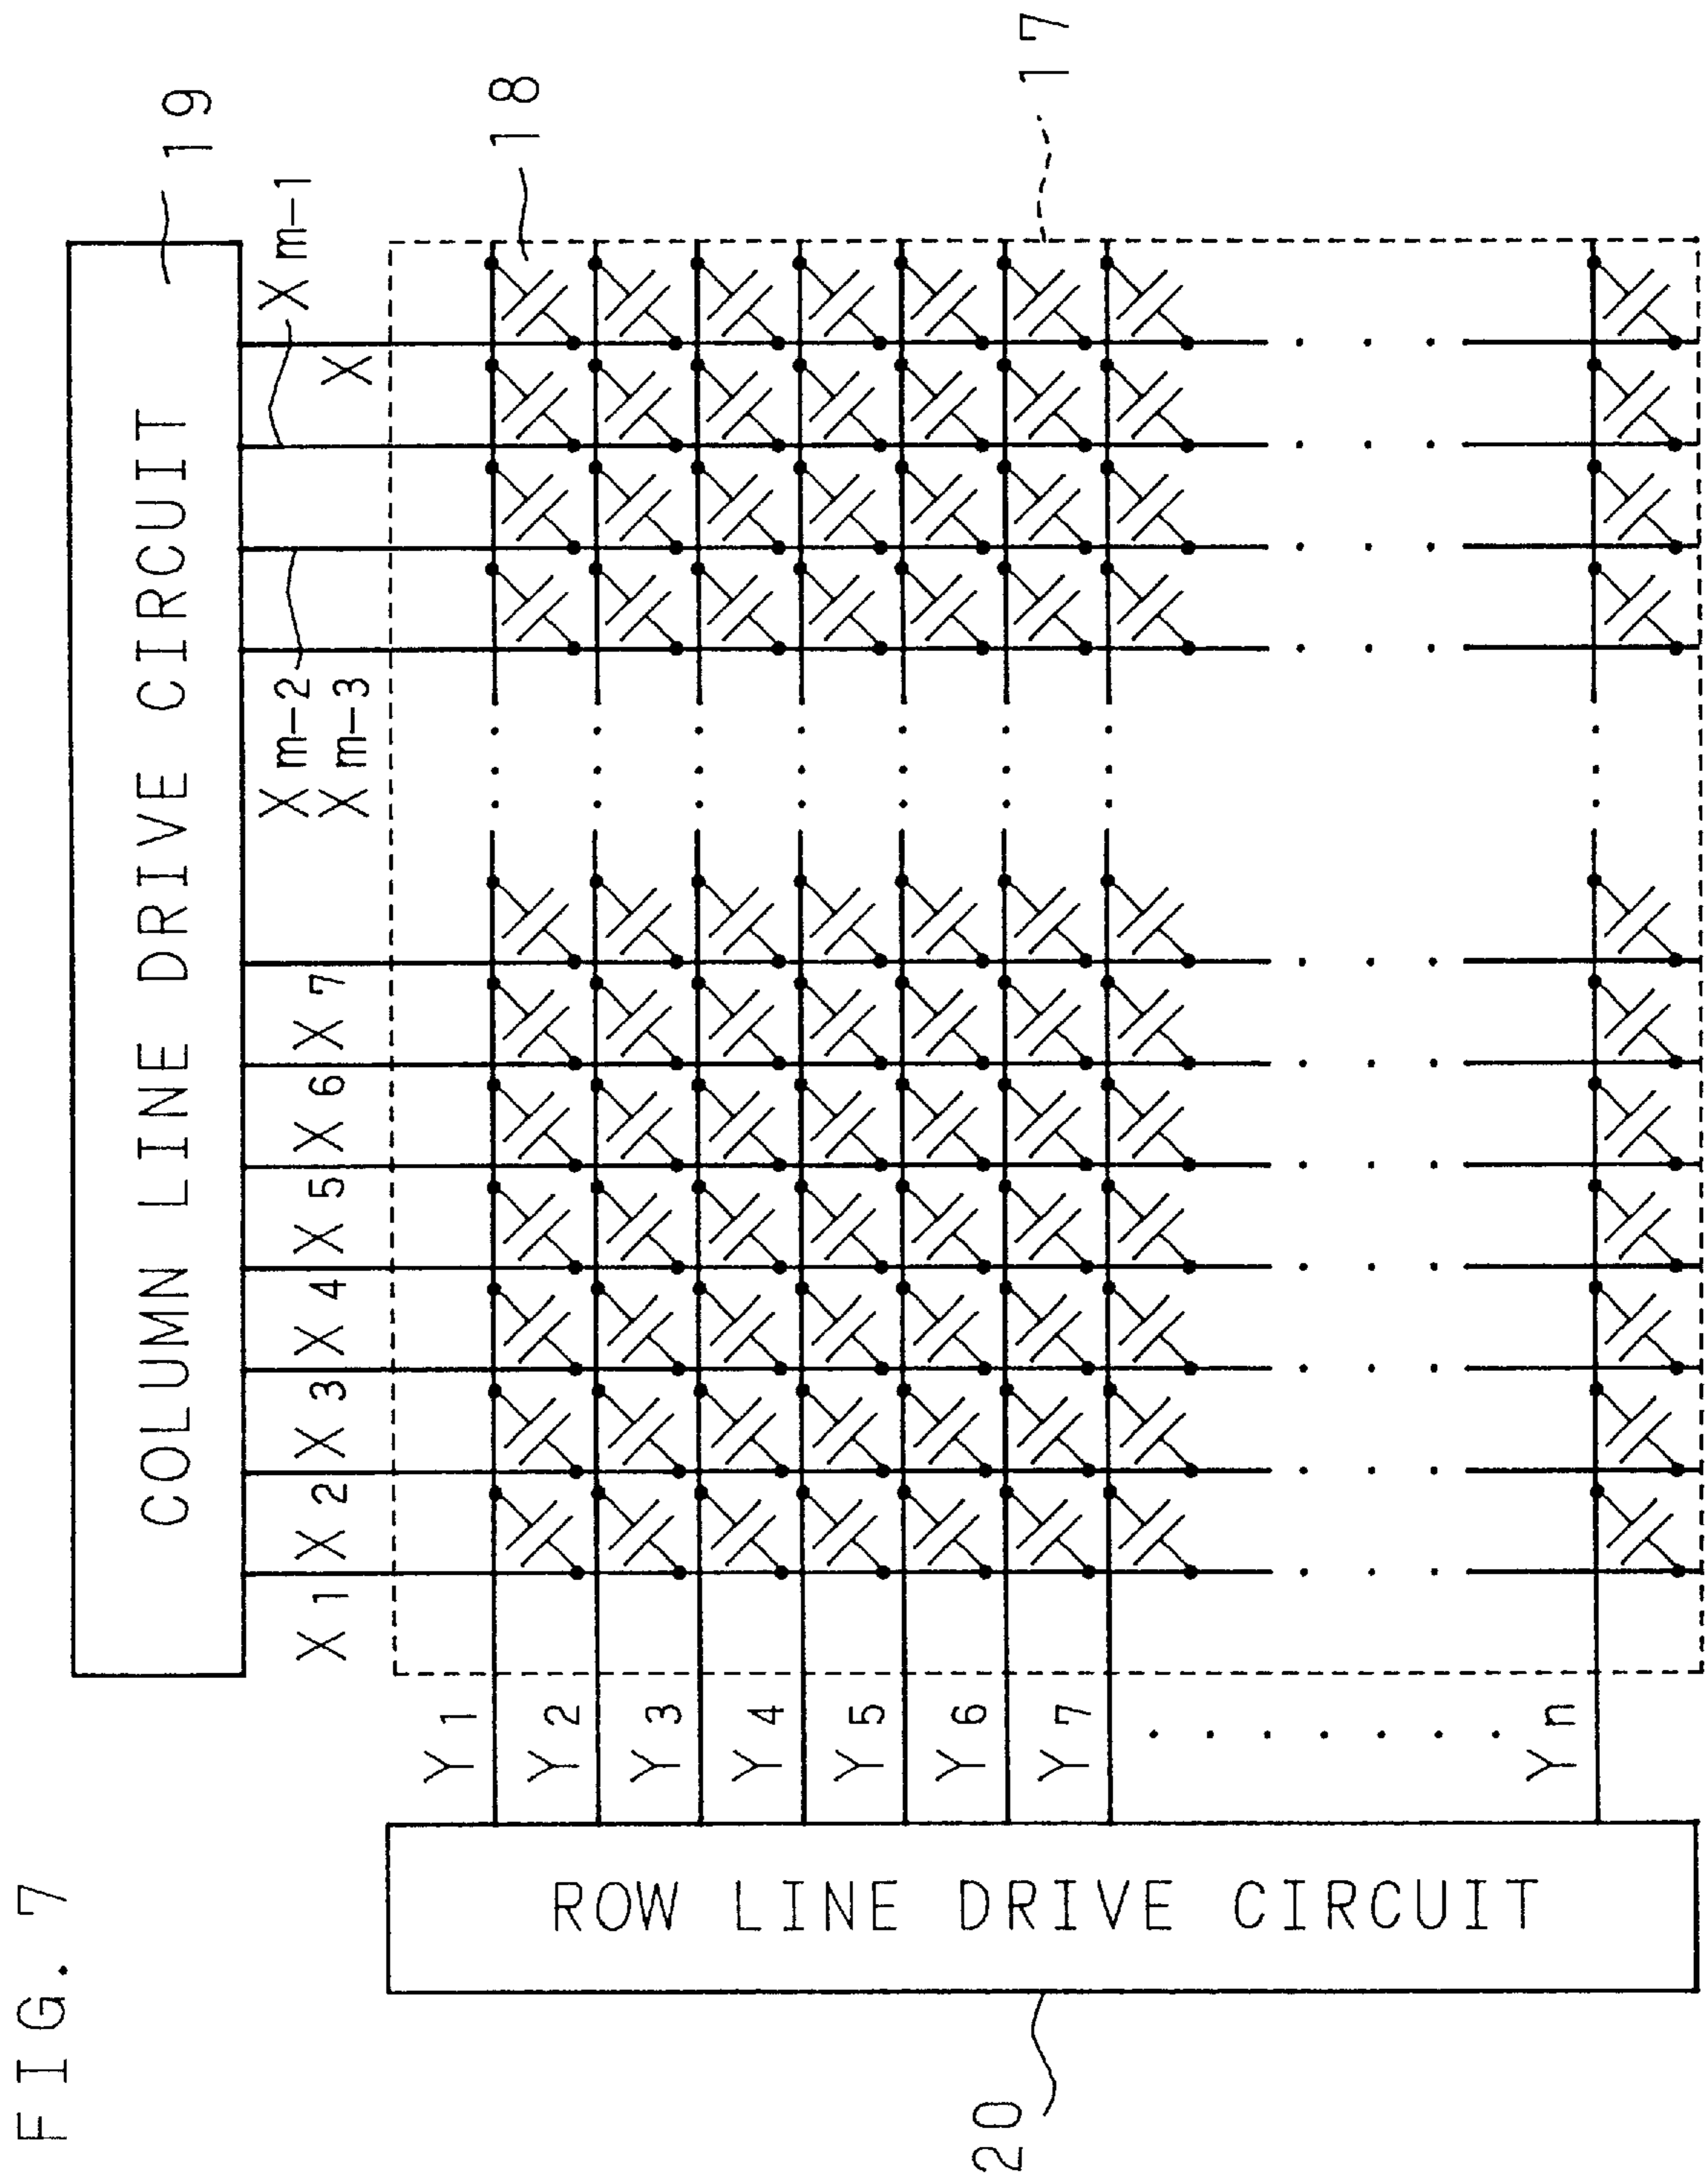 FIG. 7
COLUMN LINE DRIVE CIRCUIT
19
X1 X2 X3 X4 X5 X6 X7
Xm-2
Xm-3
Xm-1
X
18
17
Y1
Y2
Y3
Y4
Y5
Y6
Y7
Yn
ROW LINE DRIVE CIRCUIT
20